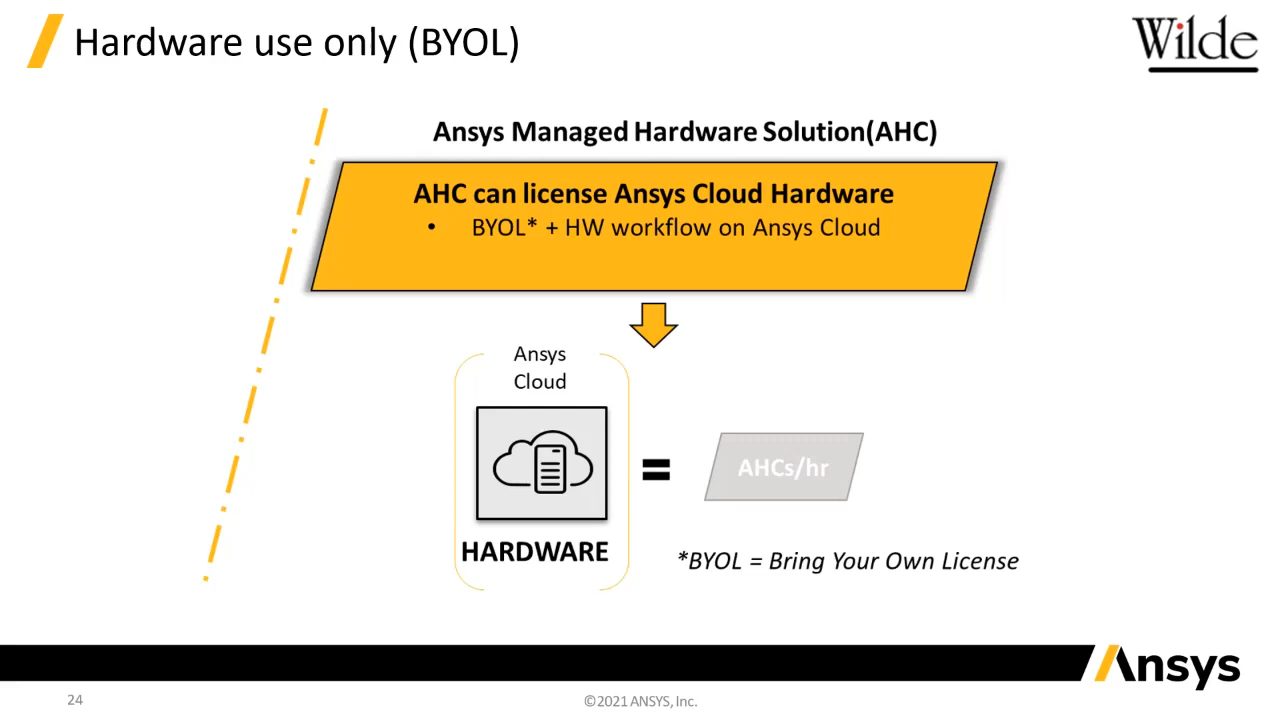 Hardware use only (BYOL)
Wilde
Ansys Managed Hardware Solution(AHC)
AHC can license Ansys Cloud Hardware
• BYOL* + HW workflow on Ansys Cloud
Ansys
Cloud
=
AHCs/hr
HARDWARE
*BYOL = Bring Your Own License
Ansys
24
©2021 ANSYS, Inc.